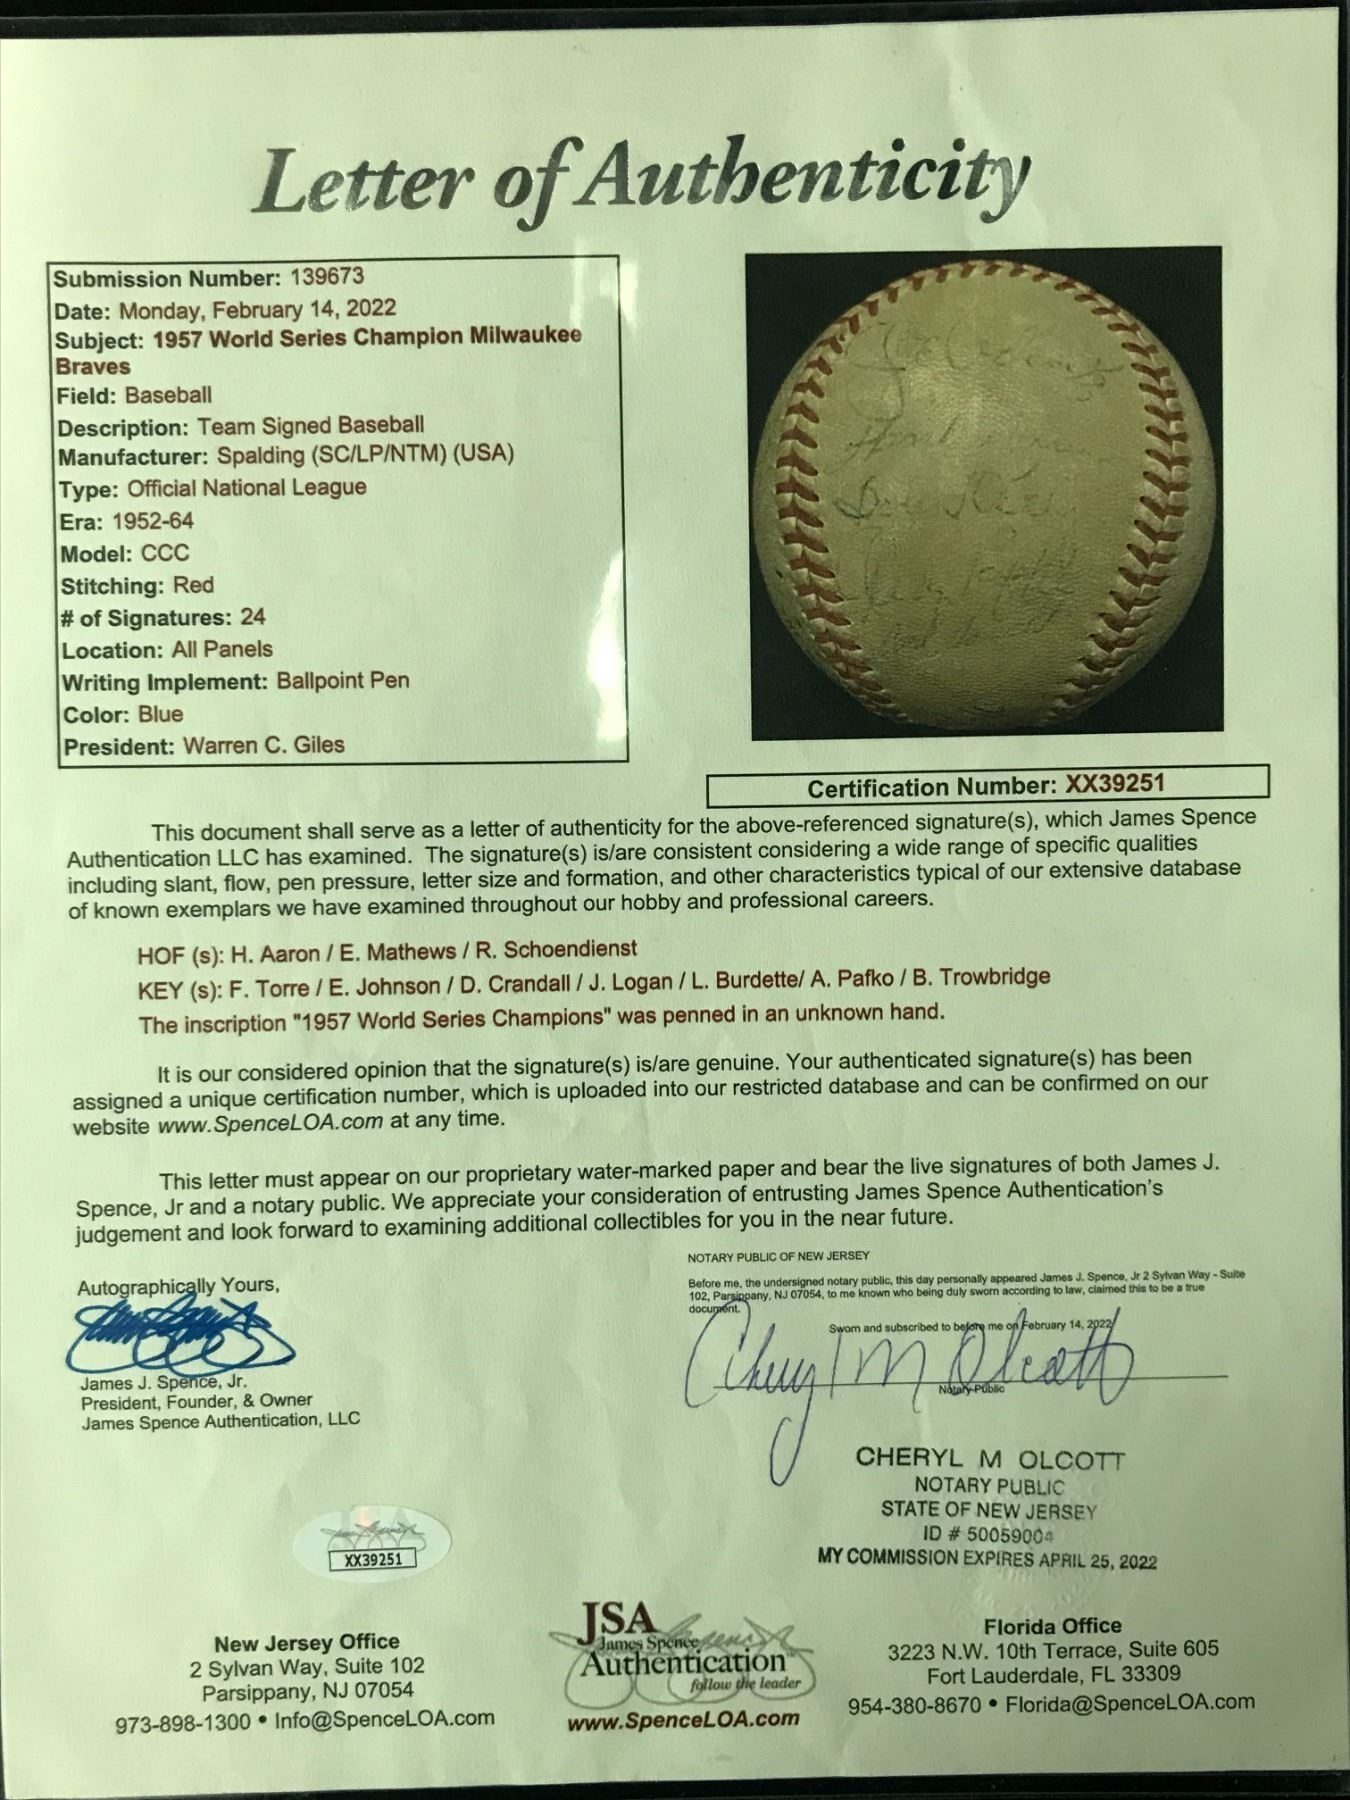 Letter of Authenticity
Submission Number: 139673
Date: Monday, February 14, 2022
Subject: 1957 World Series Champion Milwaukee
Braves
Field: Baseball
Description: Team Signed Baseball
Manufacturer: Spalding (SC/LP/NTM) (USA)
Type: Official National League
Era: 1952-64
Model: CCC
Stitching: Red
# of Signatures: 24
Location: All Panels
Writing Implement: Ballpoint Pen
Color: Blue
President: Warren C. Giles
Certification Number: XX39251
This document shall serve as a letter of authenticity for the above-referenced signature(s), which James Spence
Authentication LLC has examined. The signature(s) is/are consistent considering a wide range of specific qualities
including slant, flow, pen pressure, letter size and formation, and other characteristics typical of our extensive database
of known exemplars we have examined throughout our hobby and professional careers.
HOF (s): H. Aaron / E. Mathews / R. Schoendienst
KEY (s): F. Torre / E. Johnson / D. Crandall / J. Logan / L. Burdette/ A. Pafko / B. Trowbridge
The inscription "1957 World Series Champions" was penned in an unknown hand.
It is our considered opinion that the signature(s) is/are genuine. Your authenticated signature(s) has been
assigned a unique certification number, which is uploaded into our restricted database and can be confirmed on our
website www.SpenceLOA.com at any time.
This letter must appear on our proprietary water-marked paper and bear the live signatures of both James J.
Spence, Jr and a notary public. We appreciate your consideration of entrusting James Spence Authentication's
judgement and look forward to examining additional collectibles for you in the near future.
Autographically Yours,
James J. Spence, Jr.
President, Founder, & Owner
James Spence Authentication, LLC
NOTARY PUBLIC OF NEW JERSEY
Before me, the undersigned notary public, this day personally appeared James J. Spence, Jr 2 Sylvan Way - Suite
102, Parsippany, NJ 07054, to me known who being duly sworn according to law, claimed this to be a true
document.
Sworn and subscribed to before me on February 14, 2022
Cheryl M Olcott
Notary Public
CHERYL M OLCOTT
NOTARY PUBLIC
STATE OF NEW JERSEY
ID # 50059004
MY COMMISSION EXPIRES APRIL 25, 2022
XX39251
New Jersey Office
2 Sylvan Way, Suite 102
Parsippany, NJ 07054
973-898-1300 • Info@SpenceLOA.com
JSA
James Spence
Authentication
follow the leader
www.SpenceLOA.com
Florida Office
3223 N.W. 10th Terrace, Suite 605
Fort Lauderdale, FL 33309
954-380-8670 • Florida@SpenceLOA.com